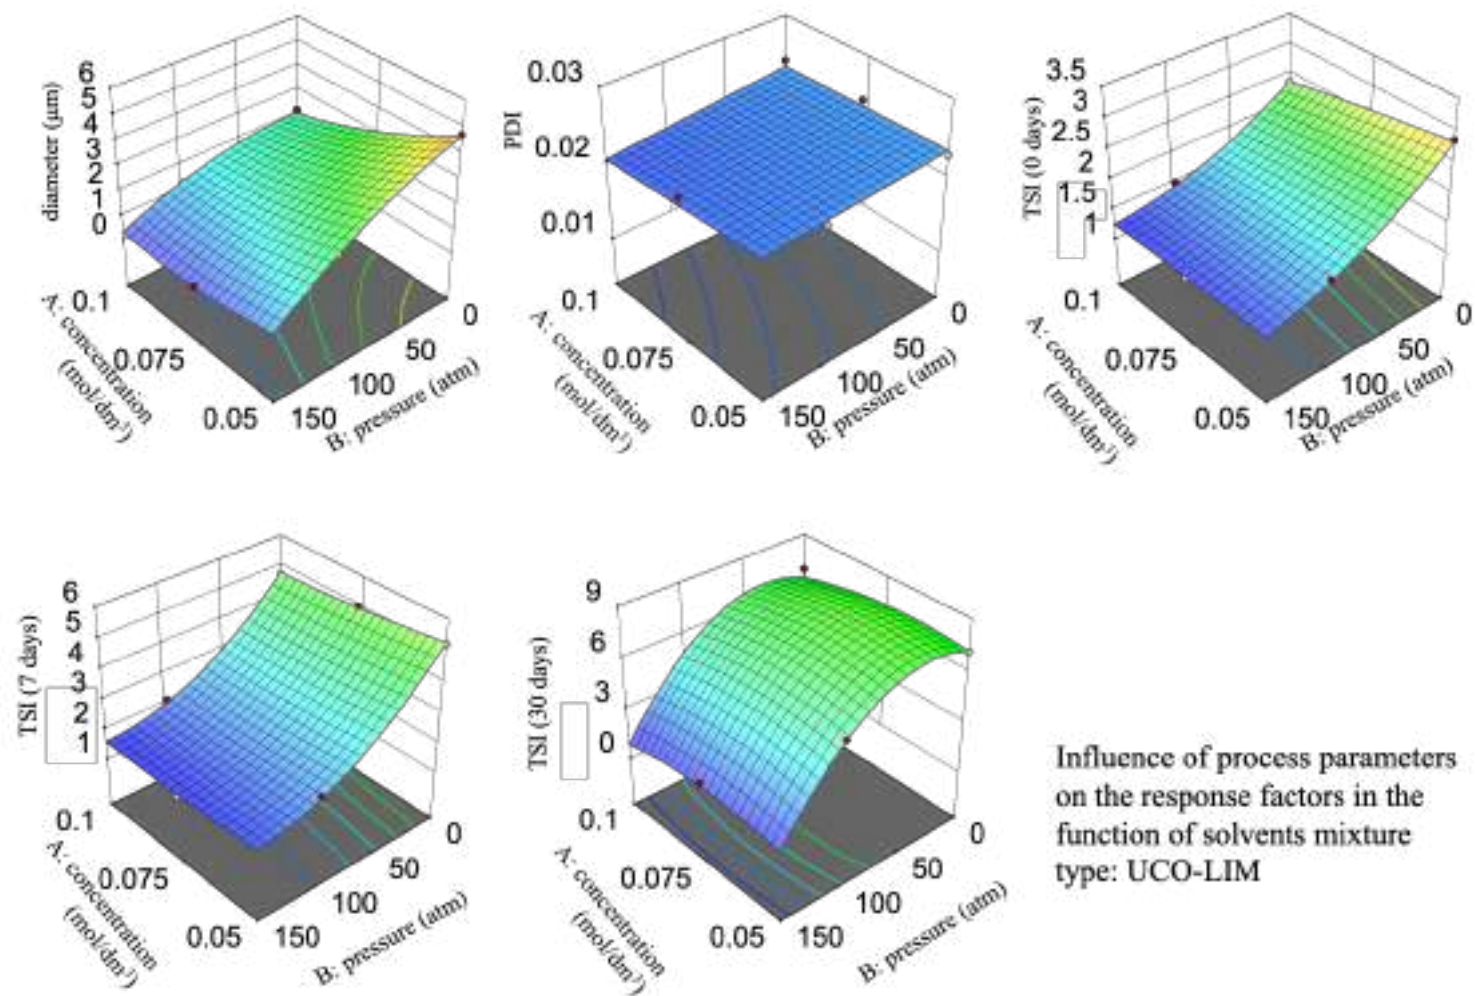 diameter (μm)
6
5
4
3
2
1
0
A: concentration
(mol/dm³)
0.1
0.075
0.05
B: pressure (atm)
150
100
50
0
PDI
0.03
0.02
0.01
A: concentration
(mol/dm³)
0.1
0.075
0.05
B: pressure (atm)
150
100
50
0
TSI (0 days)
3.5
3
2.5
2
1.5
1
A: concentration
(mol/dm³)
0.1
0.075
0.05
B: pressure (atm)
150
100
50
0
TSI (7 days)
6
5
4
3
2
1
A: concentration
(mol/dm³)
0.1
0.075
0.05
B: pressure (atm)
150
100
50
0
TSI (30 days)
9
6
3
0
A: concentration
(mol/dm³)
0.1
0.075
0.05
B: pressure (atm)
150
100
50
0
Influence of process parameters
on the response factors in the
function of solvents mixture
type: UCO-LIM